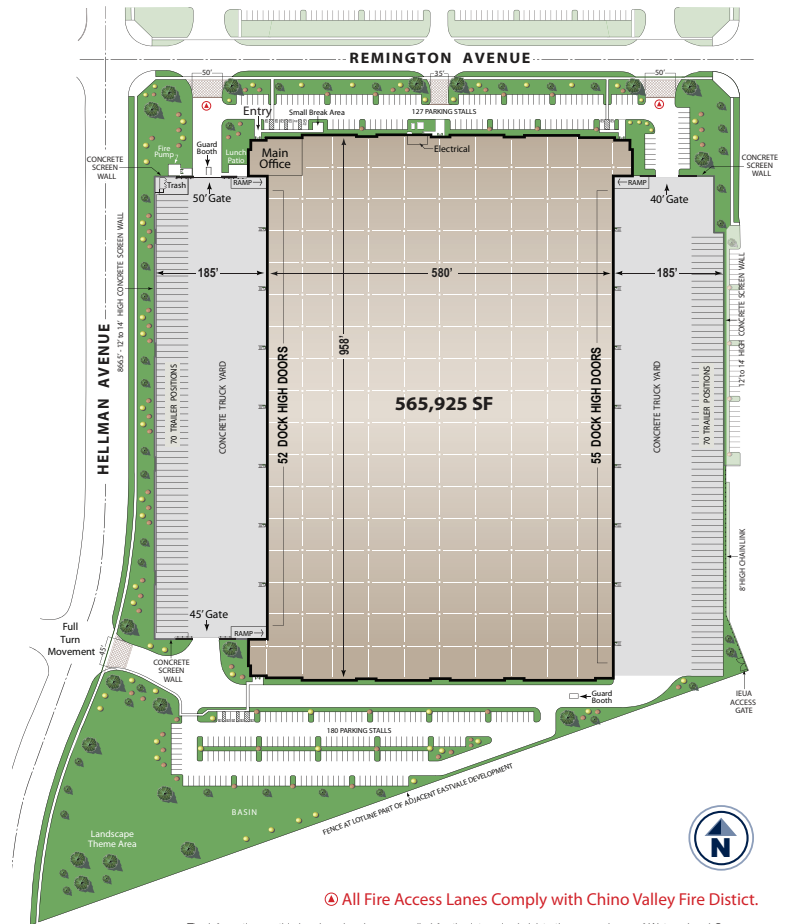 REMINGTON AVENUE
50'
35'
50'
Entry
Small Break Area
127 PARKING STALLS
Electrical
Fire
Pump
Guard
Booth
Lunch
Patio
Main
Office
CONCRETE
SCREEN
WALL
Trash
50' Gate
RAMP
RAMP
40' Gate
CONCRETE
SCREEN
WALL
185'
580'
185'
HELLMAN AVENUE
866.5' - 12' to 14' HIGH CONCRETE SCREEN WALL
70 TRAILER POSITIONS
CONCRETE TRUCK YARD
52 DOCK HIGH DOORS
958'
565,925 SF
55 DOCK HIGH DOORS
CONCRETE TRUCK YARD
70 TRAILER POSITIONS
12' to 14' HIGH CONCRETE SCREEN WALL
8' HIGH CHAIN LINK
45' Gate
RAMP
Full
Turn
Movement
45'
CONCRETE
SCREEN
WALL
Guard
Booth
IEUA
ACCESS
GATE
180 PARKING STALLS
BASIN
FENCE AT LOTLINE PART OF ADJACENT EASTVALE DEVELOPMENT
Landscape
Theme Area
N
All Fire Access Lanes Comply with Chino Valley Fire Distict.